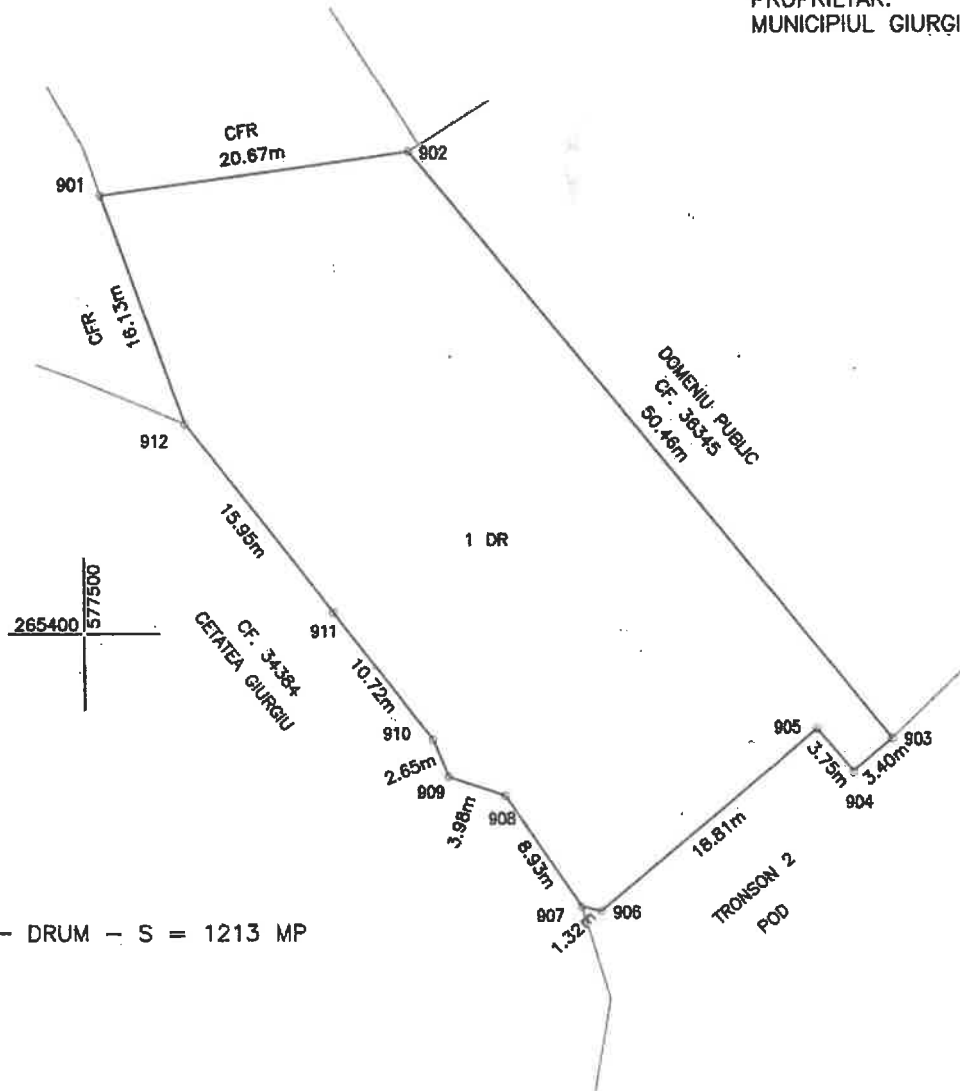 PROPRIETAR:
MUNICIPIUL GIURGI
CFR
20.67m
902
901
CFR
16.13m
912
DOMENIU PUBLIC
CF. 36345
50.46m
15.95m
1 DR
577500
265400
911
CF. 34384
CETATEA GIURGIU
10.72m
910
905
903
2.65m
3.75m
3.40m
909
904
908
3.98m
18.81m
8.93m
907
906
1.32m
TRONSON 2
POD
- DRUM - S = 1213 MP